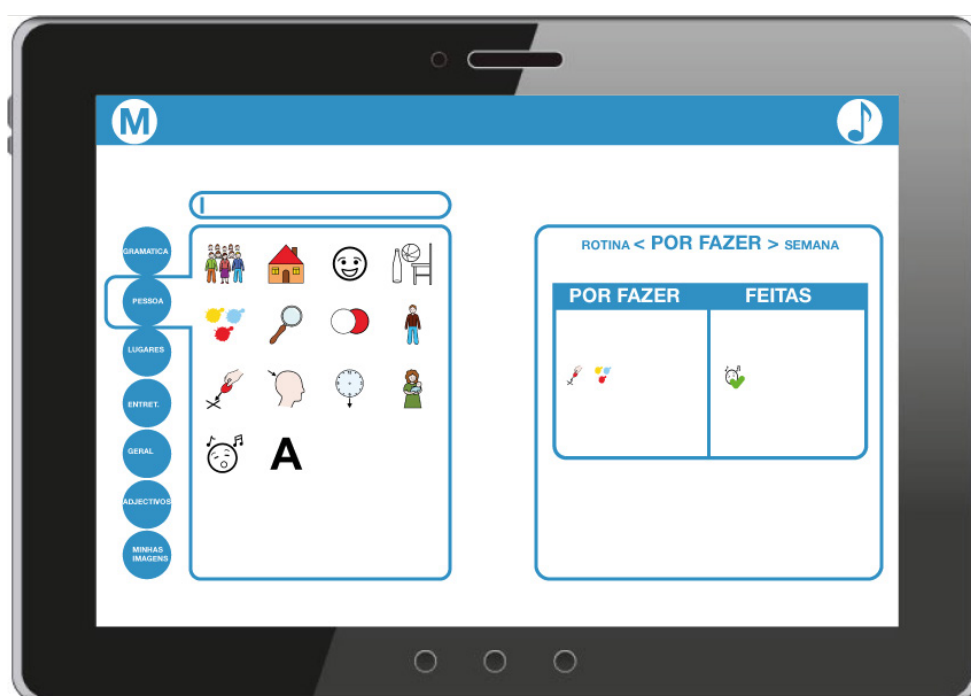 M
GRAMATICA
PESSOA
LUGARES
ENTRET.
GERAL
ADJECTIVOS
MINHAS
IMAGENS
A
ROTINA < POR FAZER > SEMANA
POR FAZER FEITAS